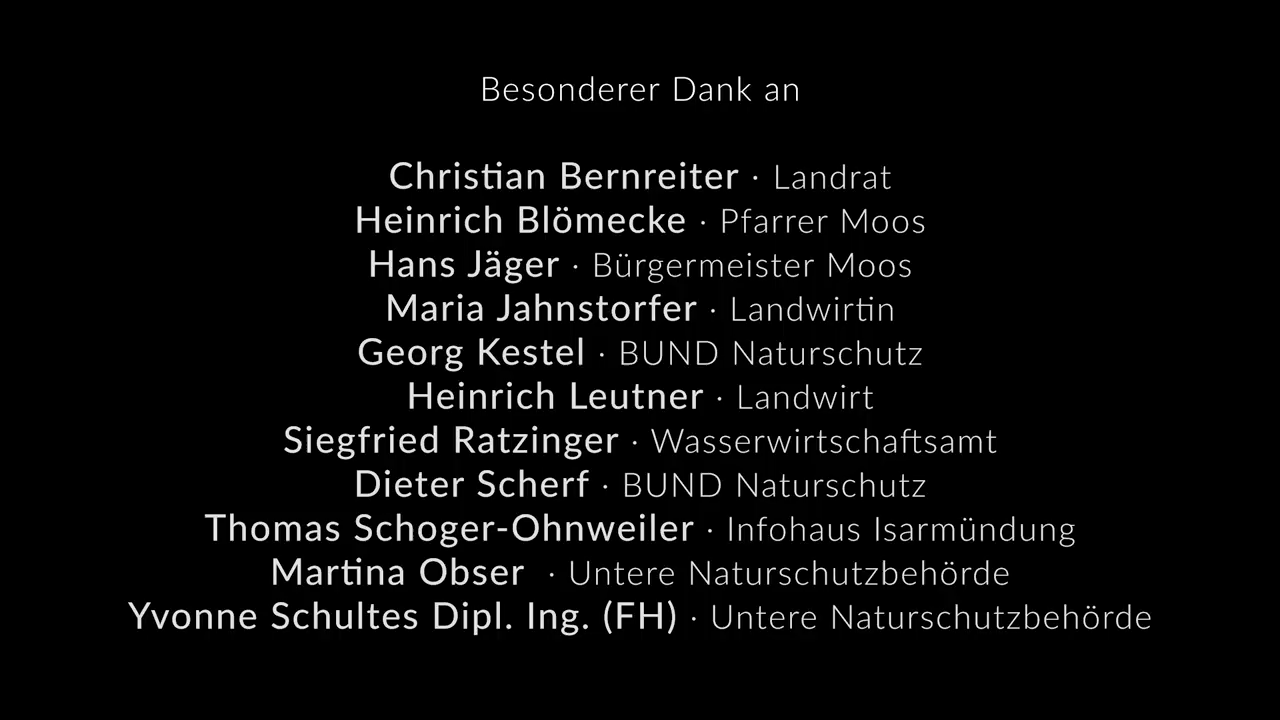 Besonderer Dank an
Christian Bernreiter · Landrat
Heinrich Blömecke · Pfarrer Moos
Hans Jäger · Bürgermeister Moos
Maria Jahnstorfer · Landwirtin
Georg Kestel · BUND Naturschutz
Heinrich Leutner · Landwirt
Siegfried Ratzinger · Wasserwirtschaftsamt
Dieter Scherf · BUND Naturschutz
Thomas Schoger-Ohnweiler · Infohaus Isarmündung
Martina Obser · Untere Naturschutzbehörde
Yvonne Schultes Dipl. Ing. (FH) · Untere Naturschutzbehörde